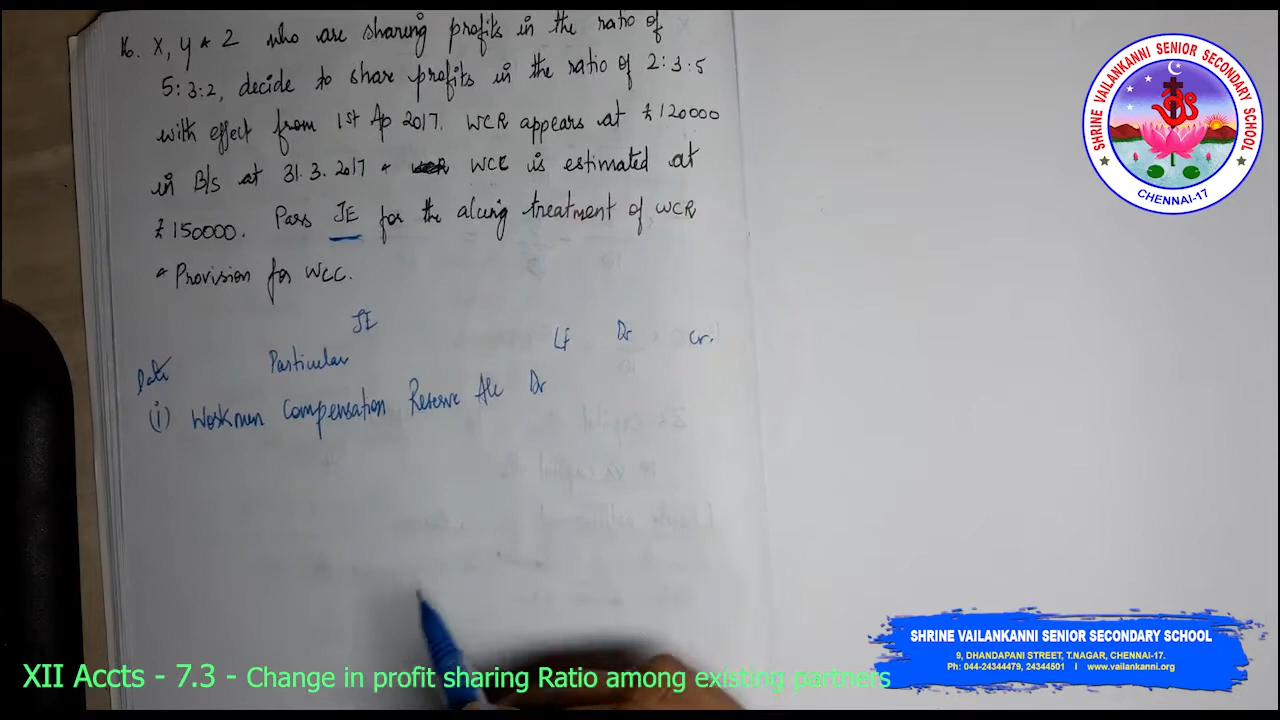 16. X, Y & Z who are sharing profits in the ratio of
5:3:2, decide to share profits in the ratio of 2:3:5
with effect from 1st Ap 2017. WCR appears at ₹120000
in B/S at 31.3.2017 & WCC is estimated at
₹150000. Pass JE for the alcing treatment of WCR
& Provision for WCC.
JE
Date Particular LF Dr Cr.
(i) Workmen Compensation Reserve A/c Dr
SHRINE VAILANKANNI SENIOR SECONDARY SCHOOL
CHENNAI-17
SHRINE VAILANKANNI SENIOR SECONDARY SCHOOL
9, DHANDAPANI STREET, T.NAGAR, CHENNAI-17.
Ph: 044-24344479, 24344501 I www.vailankanni.org
XII Accts - 7.3 - Change in profit sharing Ratio among existing partners